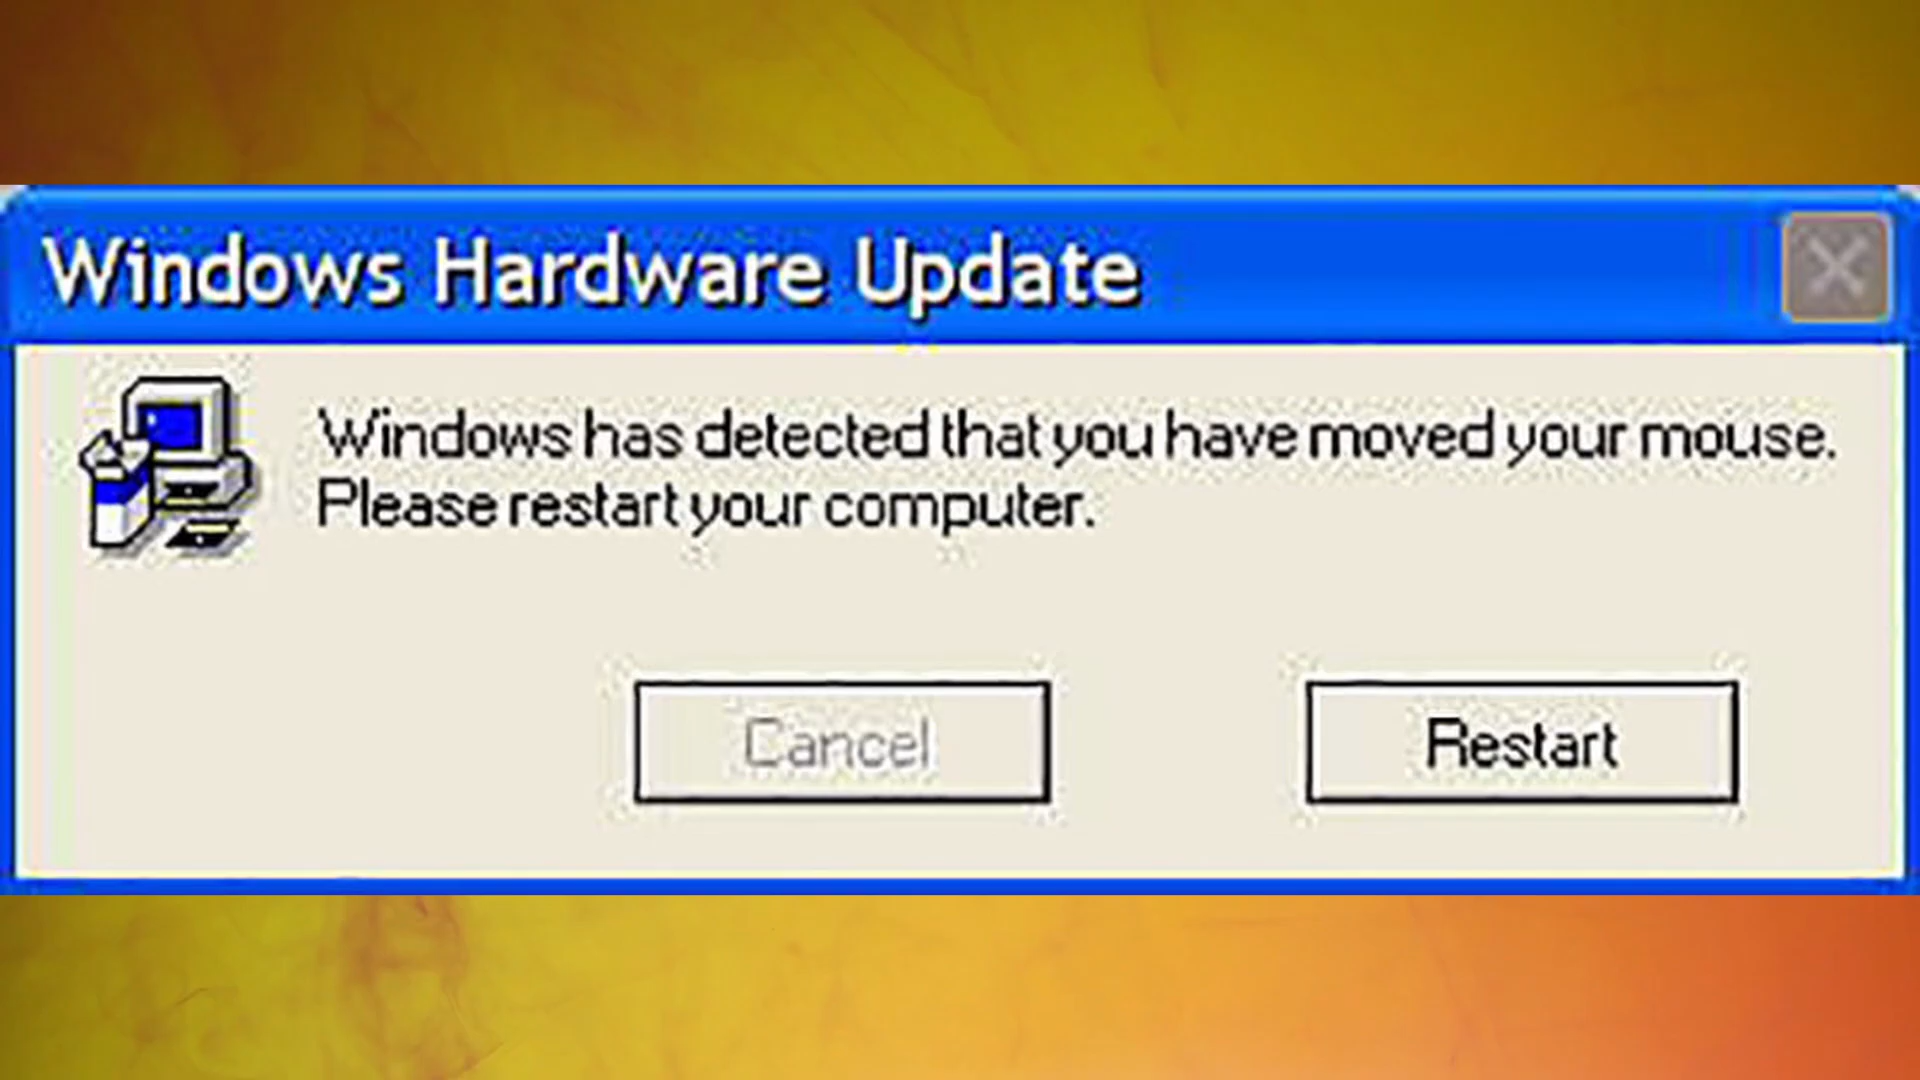 Windows Hardware Update
Windows has detected that you have moved your mouse.
Please restart your computer.
Cancel
Restart